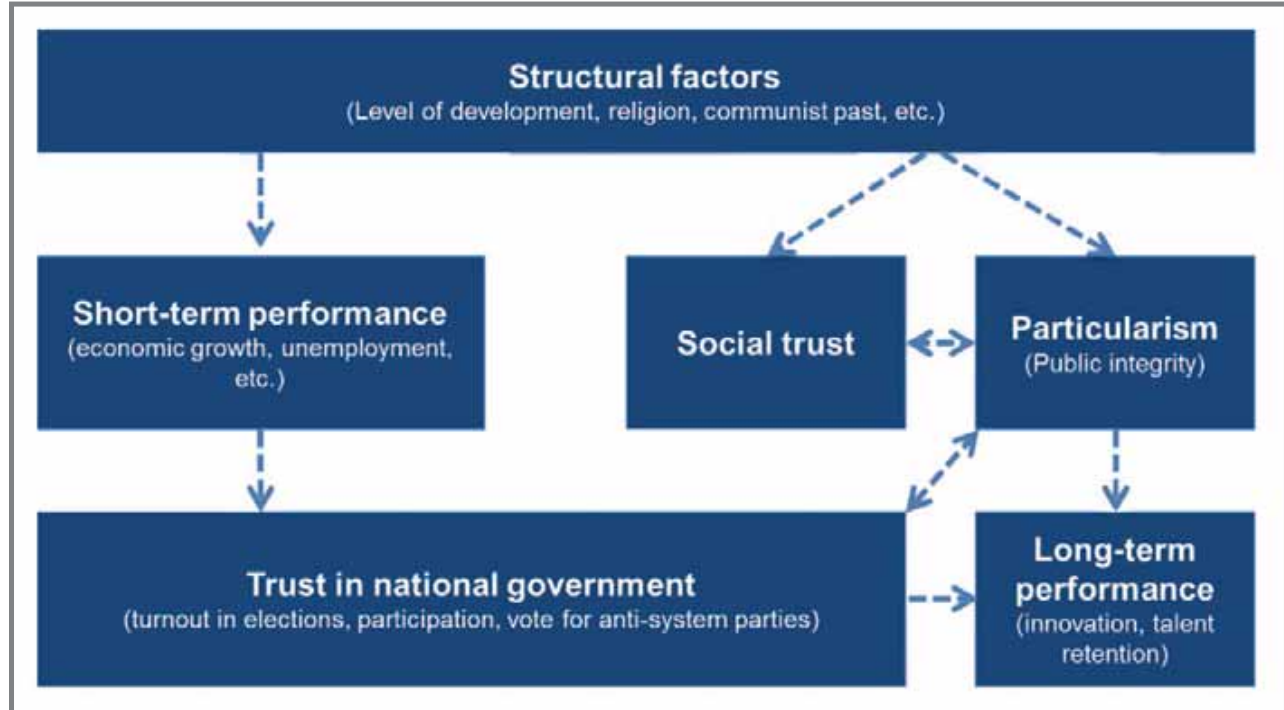 Structural factors
(Level of development, religion, communist past, etc.)
Short-term performance
(economic growth, unemployment,
etc.)
Social trust
Particularism
(Public integrity)
Trust in national government
(turnout in elections, participation, vote for anti-system parties)
Long-term
performance
(innovation, talent
retention)